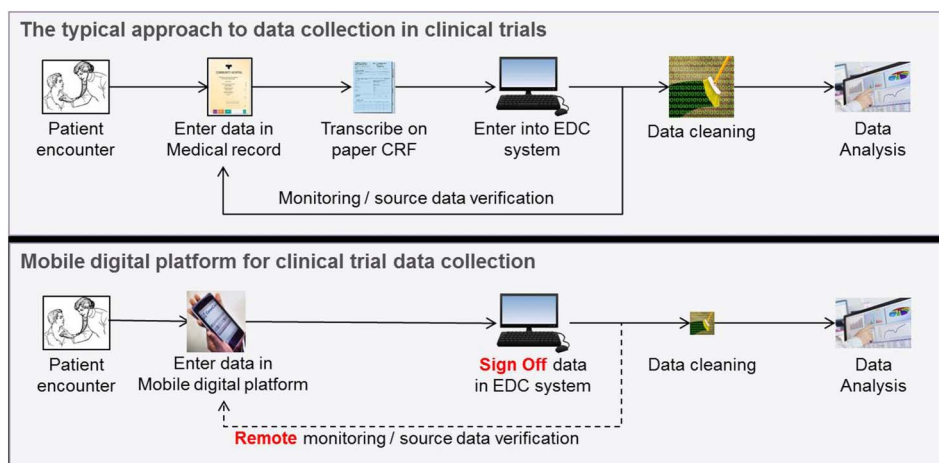 The typical approach to data collection in clinical trials
Patient
encounter
Enter data in
Medical record
Transcribe on
paper CRF
Enter into EDC
system
Data cleaning
Data
Analysis
Monitoring / source data verification
Mobile digital platform for clinical trial data collection
Patient
encounter
Enter data in
Mobile digital platform
Sign Off data
in EDC system
Data cleaning
Data
Analysis
Remote monitoring / source data verification